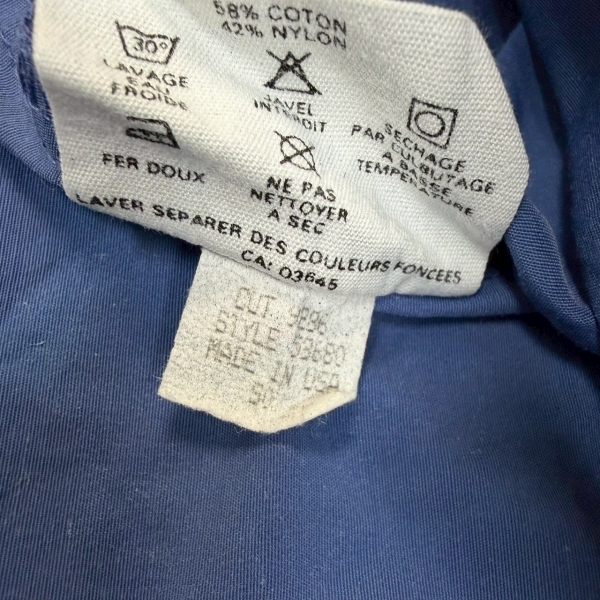 58% COTON
42% NYLON
30°
LAVAGE
EAU
FROIDE
JAVEL
INTERDIT
SECHAGE
PAR CULBUTAGE
A BASSE
TEMPERATURE
FER DOUX
NE PAS
NETTOYER
A SEC
LAVER SEPARER DES COULEURS FONCEES
CA: 03645
CUT
STYLE 53680
MADE IN USA